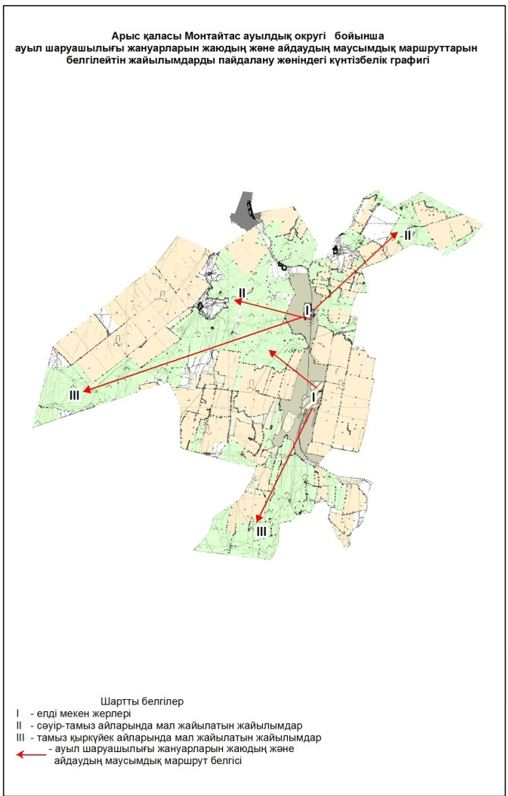 Арыс қаласы Монтайтас ауылдық округі бойынша
ауыл шаруашылығы жануарларын жаюдың және айдаудың маусымдық маршруттарын
белгілейтін жайылымдарды пайдалану жөніндегі күнтізбелік графигі
II
II
I
III
I
III
Шартты белгілер
I - елді мекен жерлері
II - сәуір-тамыз айларында мал жайылатын жайылымдар
III - тамыз қыркүйек айларында мал жайылатын жайылымдар
- ауыл шаруашылығы жануарларын жаюдың және
айдаудың маусымдық маршрут белгісі